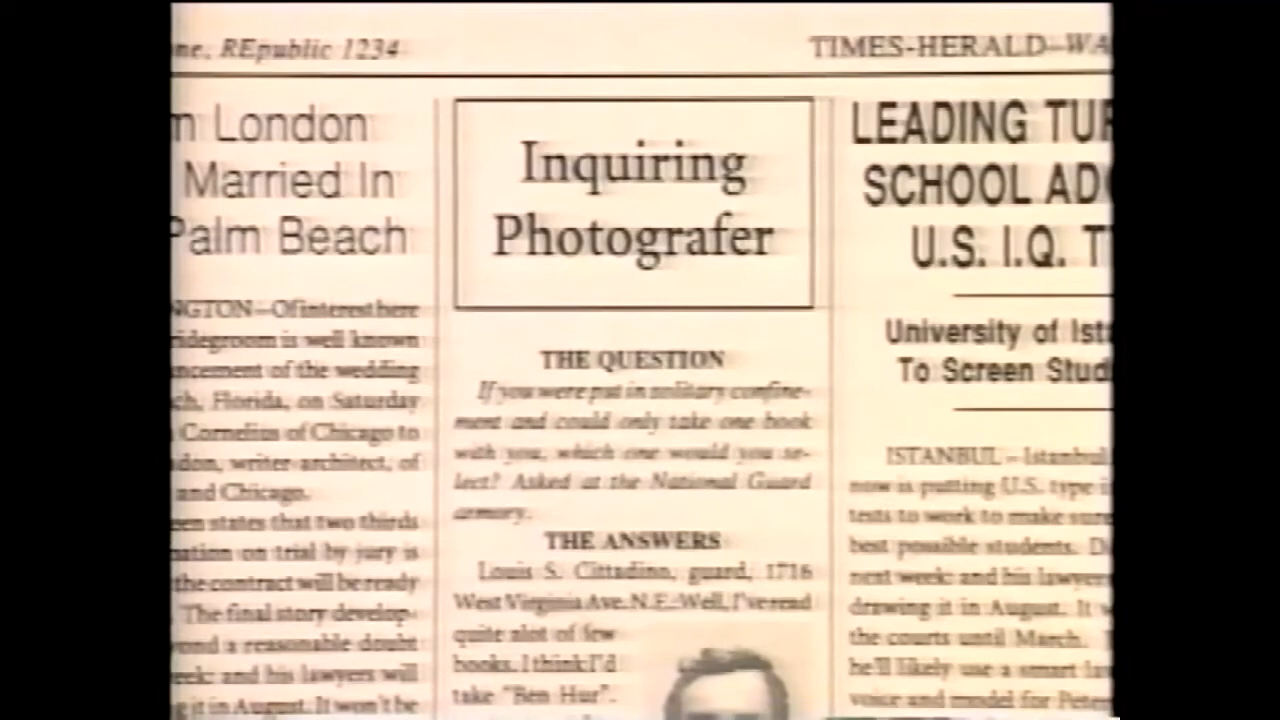 ne, REpublic 1234
TIMES-HERALD—WA
n London
Married In
Palm Beach
NGTON—Of interest here
ridegroom is well known
ncement of the wedding
ch, Florida, on Saturday
Cornelius of Chicago to
don, writer-architect, of
and Chicago.
een states that two thirds
nation on trial by jury is
the contract will be ready
The final story develop-
yond a reasonable doubt
eek: and his lawyers will
g it in August. It won't be
Inquiring
Photografer
THE QUESTION
If you were put in solitary confine-
ment and could only take one book
with you, which one would you se-
lect? Asked at the National Guard
armory.
THE ANSWERS
Louis S. Cittadino, guard, 1716
West Virginia Ave. N.E.-Well, I've read
quite alot of few
books. I think I'd
take "Ben Hur".
LEADING TUR
SCHOOL ADO
U.S. I.Q. T
University of Ist
To Screen Stud
ISTANBUL – Istanbul
now is putting U.S. type i
tests to work to make sure
best possible students. D
next week: and his lawyer
drawing it in August. It w
the courts until March.
he'll likely use a smart la
voice and model for Peter